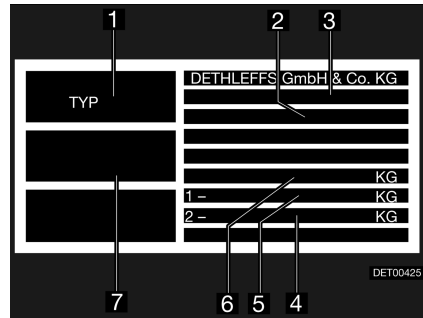 1 2 3
DETHLEFFS GmbH & Co. KG
TYP
KG
1 – KG
2 – KG
DET00425
7 6 5 4